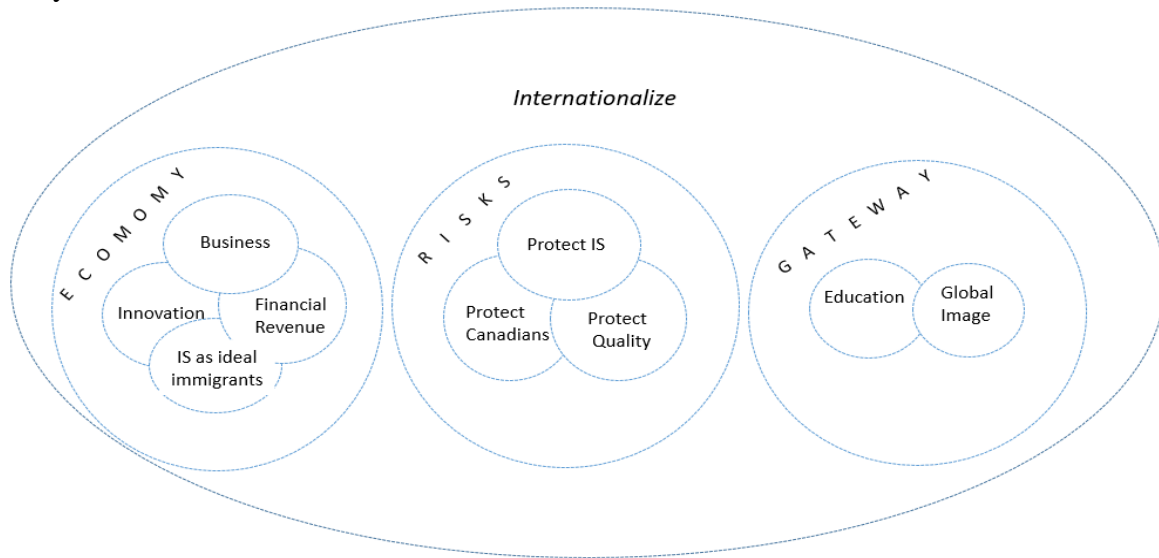 Internationalize
ECOMOMY
Business
Innovation
Financial
Revenue
IS as ideal
immigrants
RISKS
Protect IS
Protect
Canadians
Protect
Quality
GATEWAY
Education
Global
Image